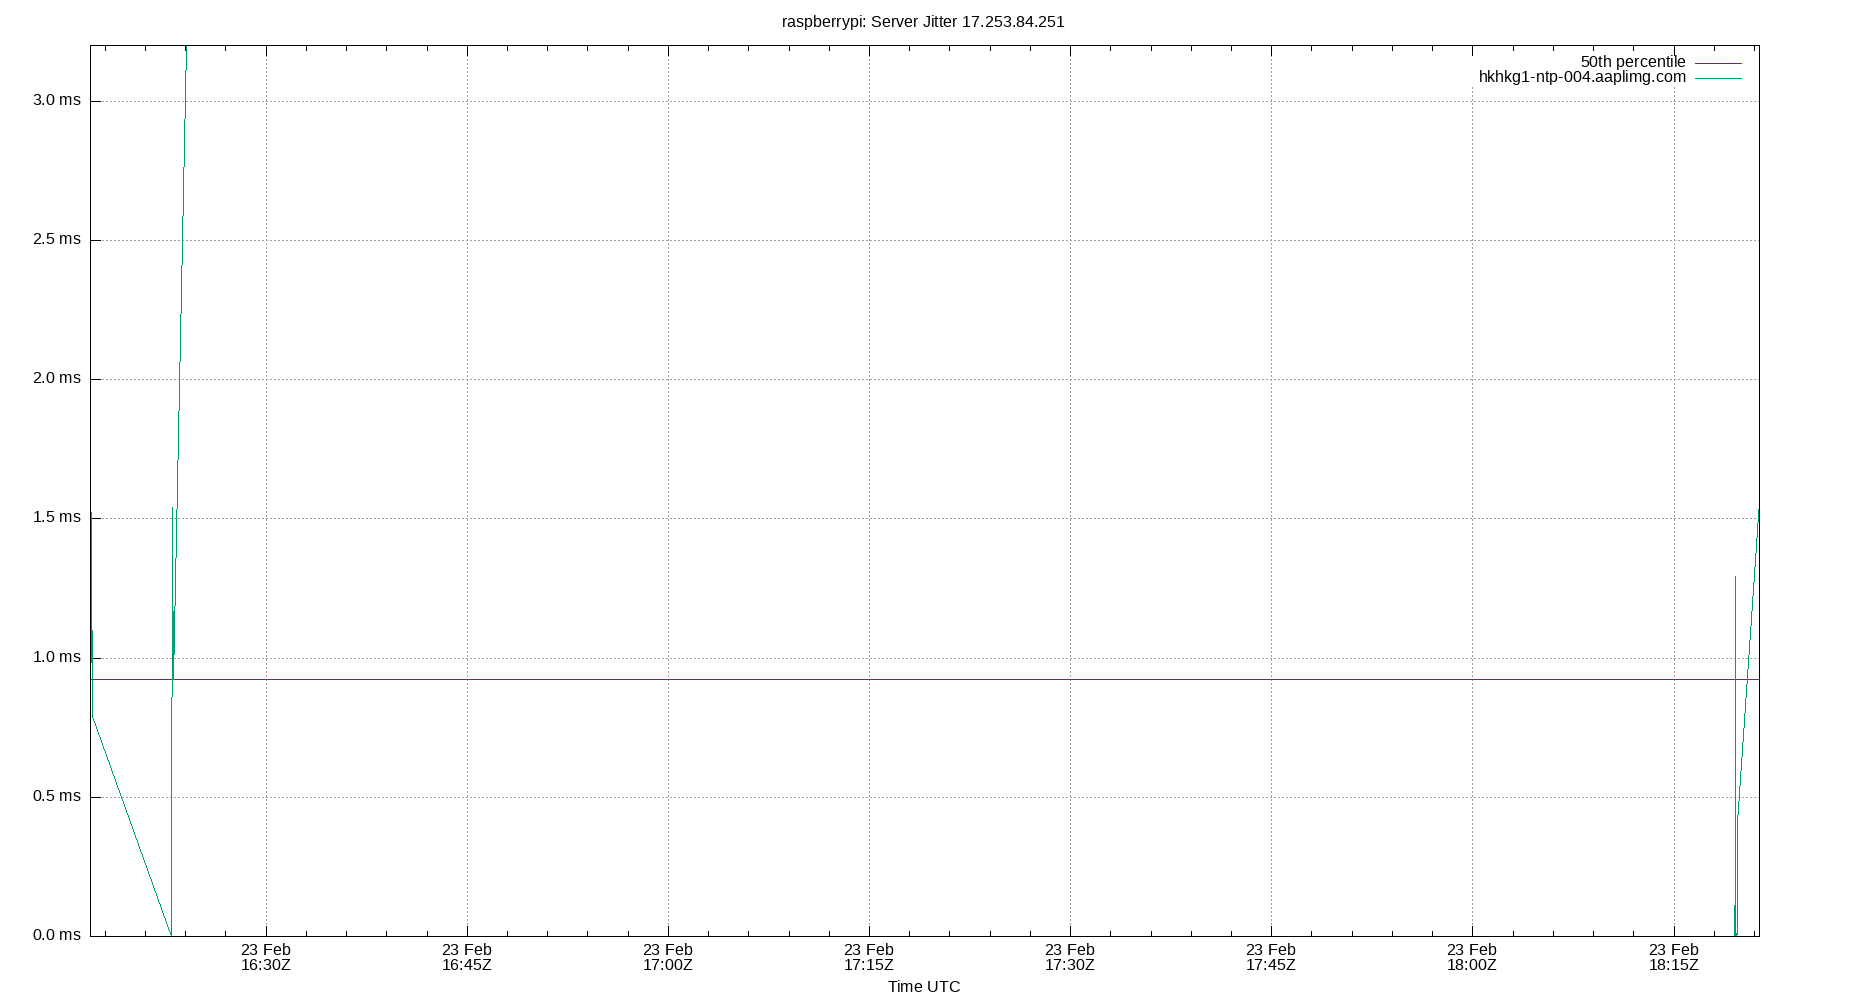 raspberrypi: Server Jitter 17.253.84.251
50th percentile
hkhkg1-ntp-004.aaplimg.com
3.0 ms
2.5 ms
2.0 ms
1.5 ms
1.0 ms
0.5 ms
0.0 ms
23 Feb 23 Feb 23 Feb 23 Feb 23 Feb 23 Feb 23 Feb 23 Feb
16:30Z 16:45Z 17:00Z 17:15Z 17:30Z 17:45Z 18:00Z 18:15Z
Time UTC